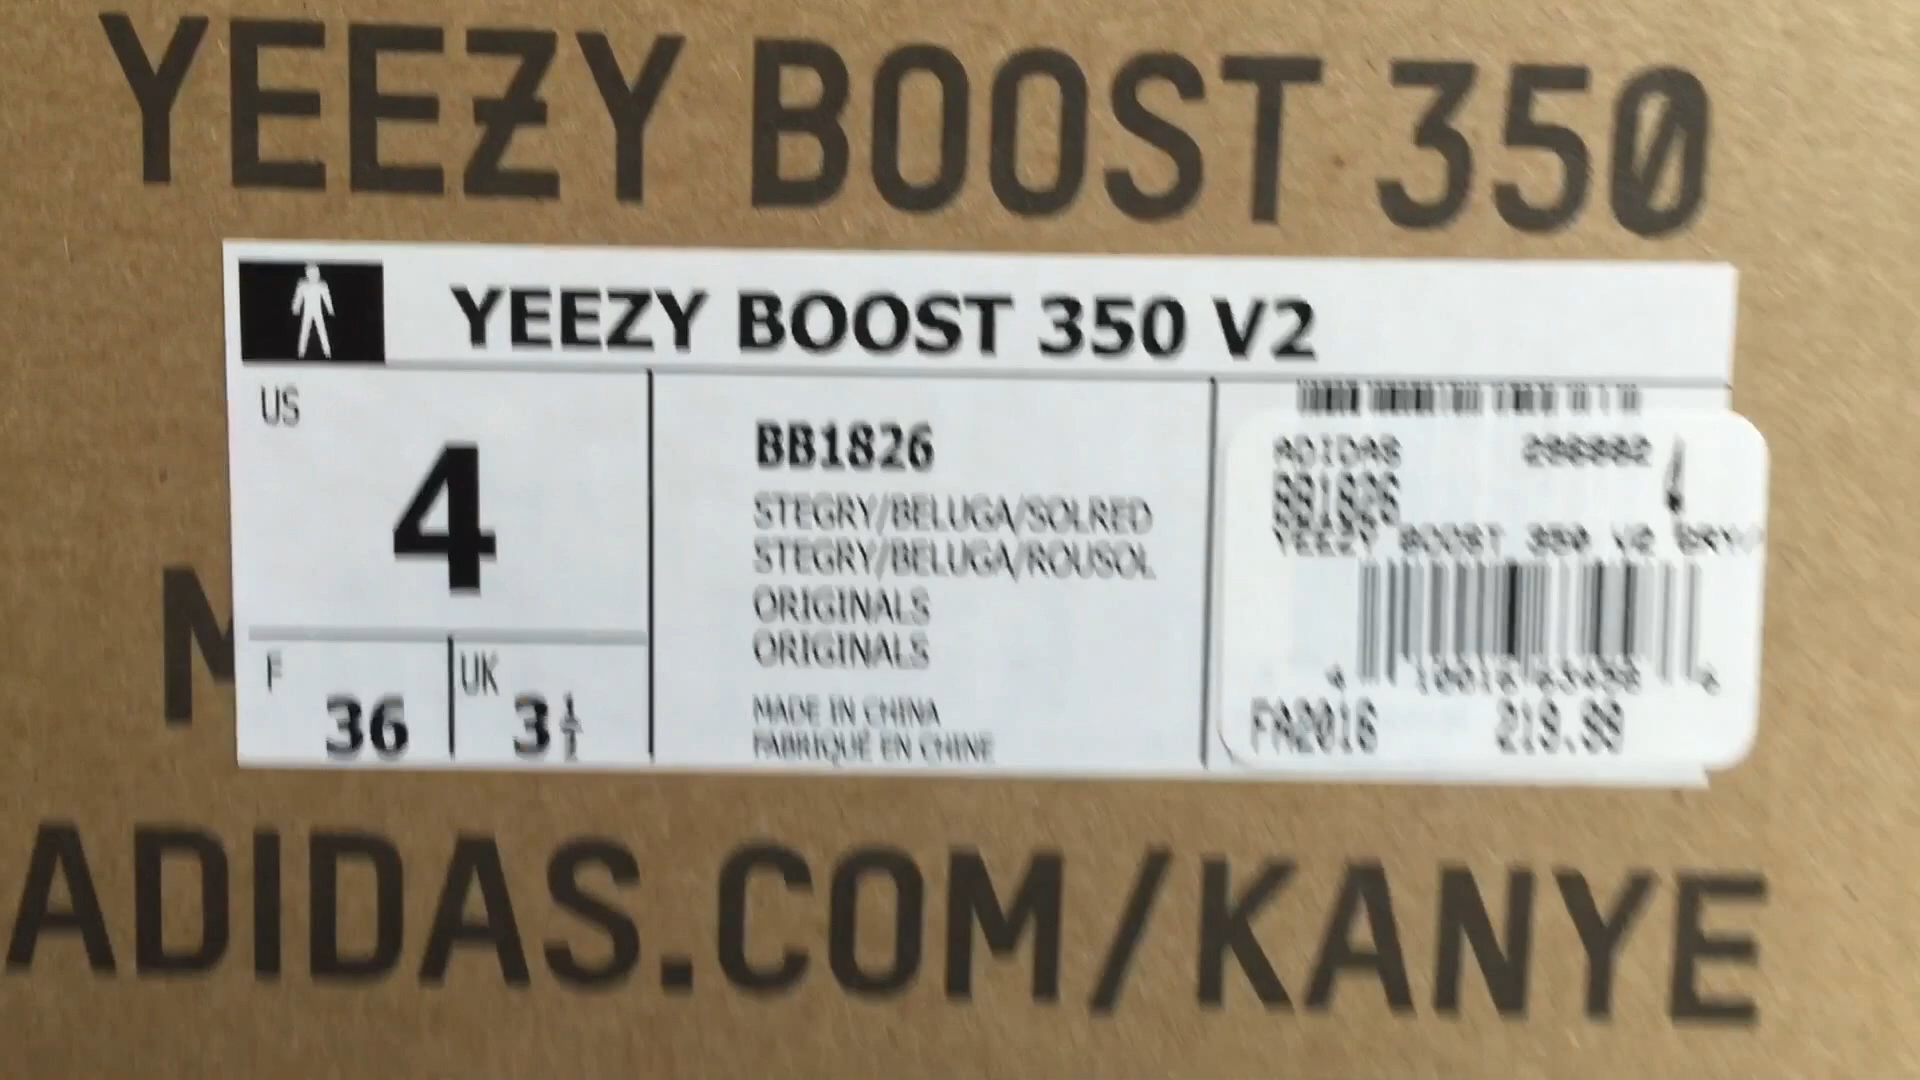 YEEZY BOOST 350
YEEZY BOOST 350 V2
US
4
F
36
UK
3½
BB1826
STEGRY/BELUGA/SOLRED
STEGRY/BELUGA/ROUSOL
ORIGINALS
ORIGINALS
MADE IN CHINA
FABRIQUÉ EN CHINE
ADIDAS
BB1826
YEEZY BOOST 350 V2
FA2016
M
ADIDAS.COM/KANYE